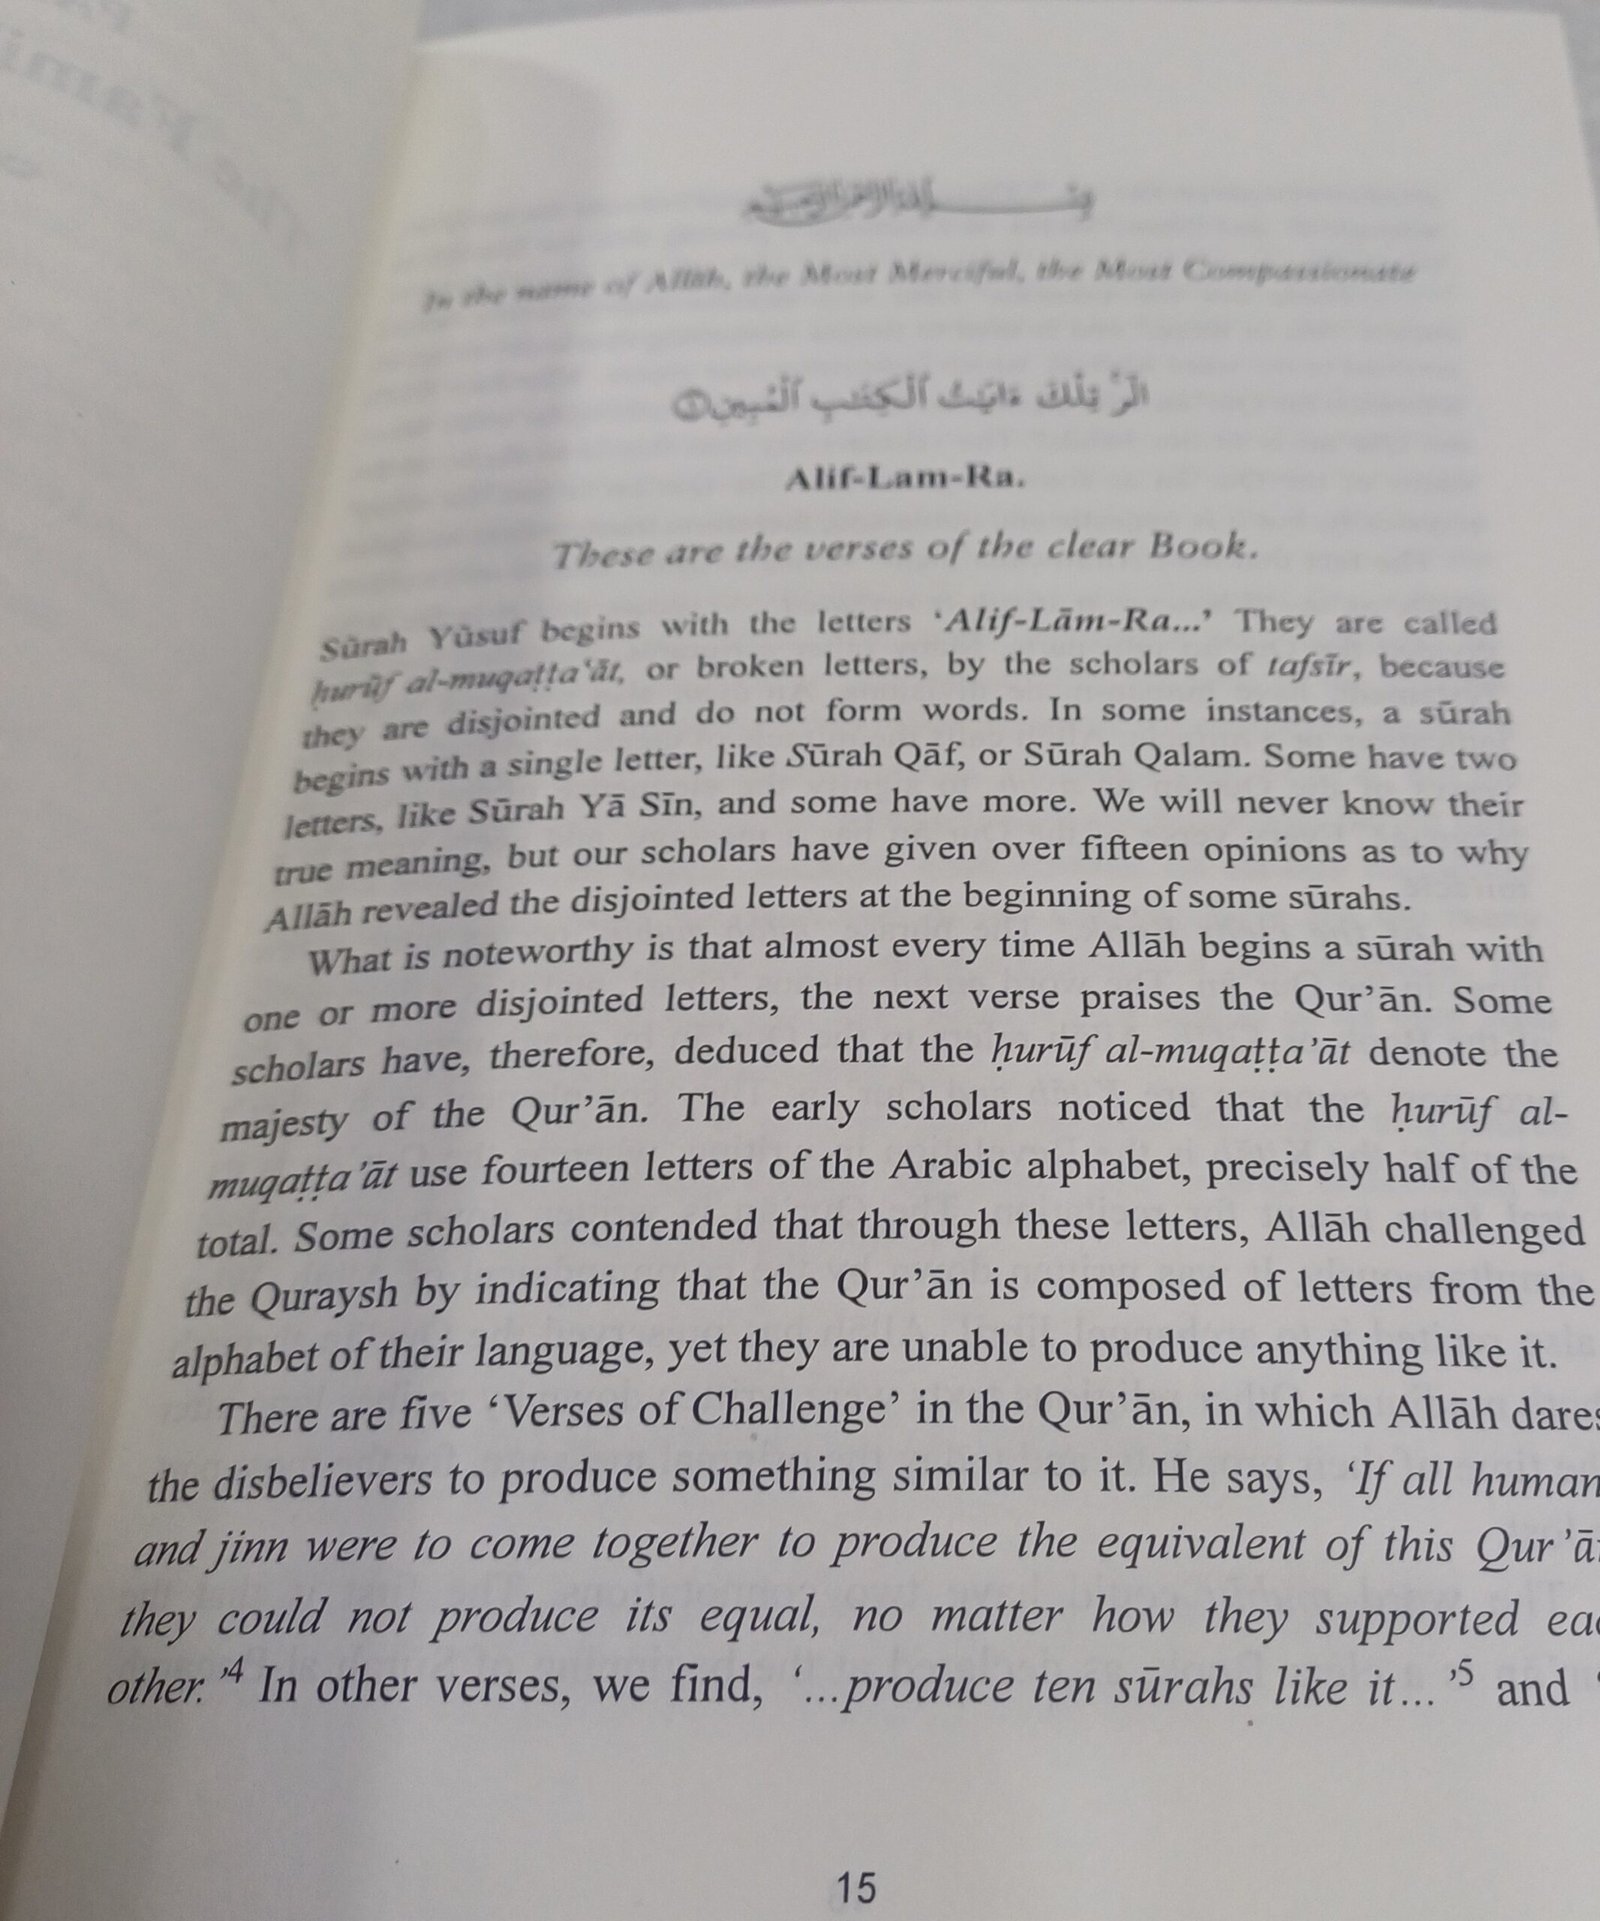 In the name of Allāh, the Most Merciful, the Most Compassionate
الٓر تِلْكَ ءَايَٰتُ ٱلْكِتَٰبِ ٱلْمُبِينِ ١
Alif-Lam-Ra.
These are the verses of the clear Book.
Sūrah Yūsuf begins with the letters ‘Alif-Lām-Ra...’ They are called
ḥurūf al-muqaṭṭa‘āt, or broken letters, by the scholars of tafsīr, because
they are disjointed and do not form words. In some instances, a sūrah
begins with a single letter, like Sūrah Qāf, or Sūrah Qalam. Some have two
letters, like Sūrah Yā Sīn, and some have more. We will never know their
true meaning, but our scholars have given over fifteen opinions as to why
Allāh revealed the disjointed letters at the beginning of some sūrahs.
What is noteworthy is that almost every time Allāh begins a sūrah with
one or more disjointed letters, the next verse praises the Qur’ān. Some
scholars have, therefore, deduced that the ḥurūf al-muqaṭṭa’āt denote the
majesty of the Qur’ān. The early scholars noticed that the ḥurūf al-
muqaṭṭa’āt use fourteen letters of the Arabic alphabet, precisely half of the
total. Some scholars contended that through these letters, Allāh challenged
the Quraysh by indicating that the Qur’ān is composed of letters from the
alphabet of their language, yet they are unable to produce anything like it.
There are five ‘Verses of Challenge’ in the Qur’ān, in which Allāh dares
the disbelievers to produce something similar to it. He says, ‘If all human
and jinn were to come together to produce the equivalent of this Qur’ā
they could not produce its equal, no matter how they supported ea
other.’4 In other verses, we find, ‘...produce ten sūrahs like it...’5 and ‘
15